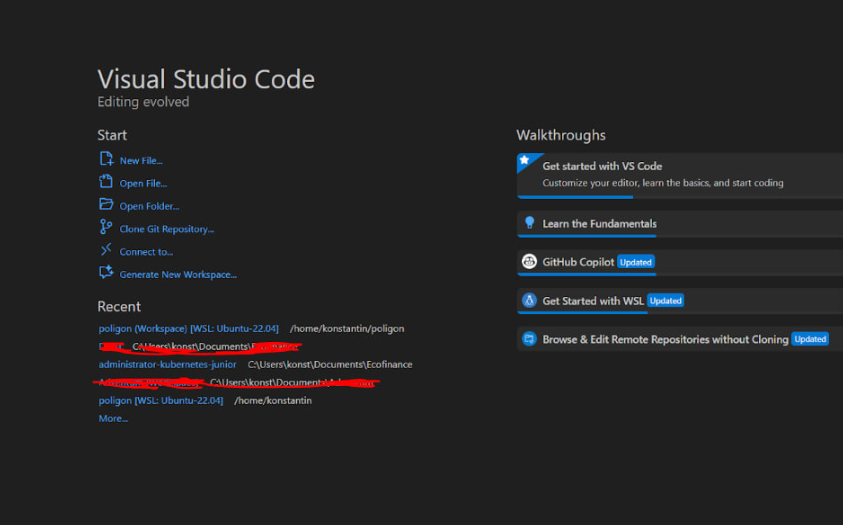 Visual Studio Code
Editing evolved
Start
New File...
Open File...
Open Folder...
Clone Git Repository...
Connect to...
Generate New Workspace...
Recent
poligon (Workspace) [WSL: Ubuntu-22.04] /home/konstantin/poligon
C:\Users\konst\Documents\Ecofinance
administrator-kubernetes-junior C:\Users\konst\Documents\Ecofinance
C:\Users\konst\Documents\
poligon [WSL: Ubuntu-22.04] /home/konstantin
More...
Walkthroughs
Get started with VS Code
Customize your editor, learn the basics, and start coding
Learn the Fundamentals
GitHub Copilot Updated
Get Started with WSL Updated
Browse & Edit Remote Repositories without Cloning Updated